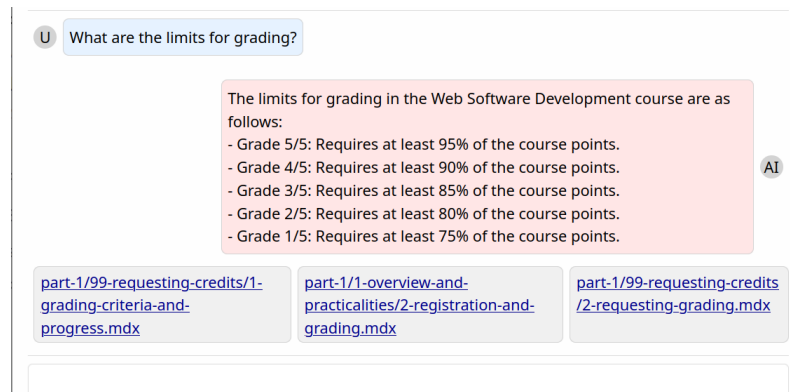 U
What are the limits for grading?
The limits for grading in the Web Software Development course are as
follows:
- Grade 5/5: Requires at least 95% of the course points.
- Grade 4/5: Requires at least 90% of the course points.
- Grade 3/5: Requires at least 85% of the course points.
- Grade 2/5: Requires at least 80% of the course points.
- Grade 1/5: Requires at least 75% of the course points.
AI
part-1/99-requesting-credits/1-
grading-criteria-and-
progress.mdx
part-1/1-overview-and-
practicalities/2-registration-and-
grading.mdx
part-1/99-requesting-credits
/2-requesting-grading.mdx